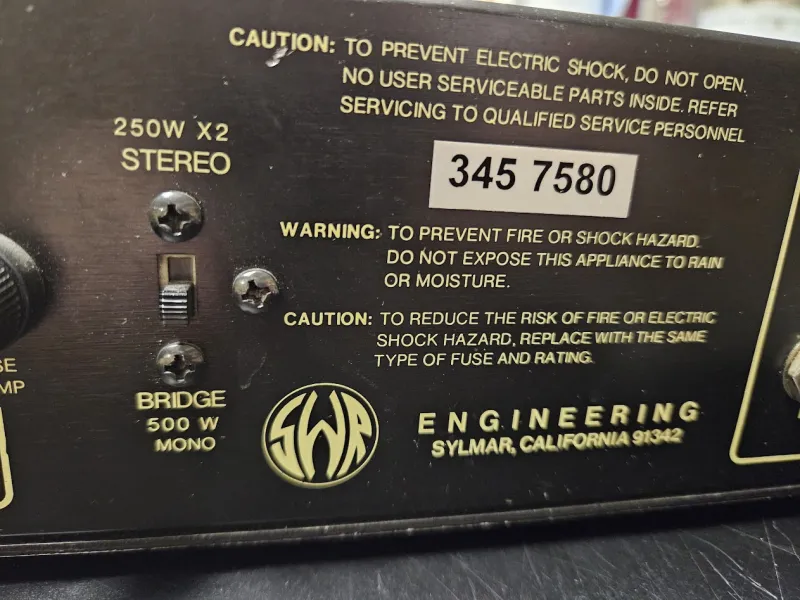 CAUTION: TO PREVENT ELECTRIC SHOCK, DO NOT OPEN.
NO USER SERVICEABLE PARTS INSIDE. REFER
SERVICING TO QUALIFIED SERVICE PERSONNEL
250W X2
STEREO
345 7580
WARNING: TO PREVENT FIRE OR SHOCK HAZARD.
DO NOT EXPOSE THIS APPLIANCE TO RAIN
OR MOISTURE.
CAUTION: TO REDUCE THE RISK OF FIRE OR ELECTRIC
SHOCK HAZARD, REPLACE WITH THE SAME
TYPE OF FUSE AND RATING.
BRIDGE
500 W
MONO
SWR
ENGINEERING
SYLMAR, CALIFORNIA 91342